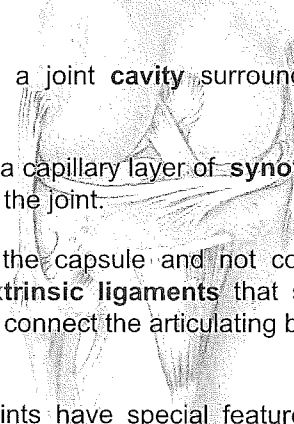 a joint cavity surroun
a capillary layer of syno
the joint.
the capsule and not co
trinsic ligaments that
connect the articulating b
ints have special feature